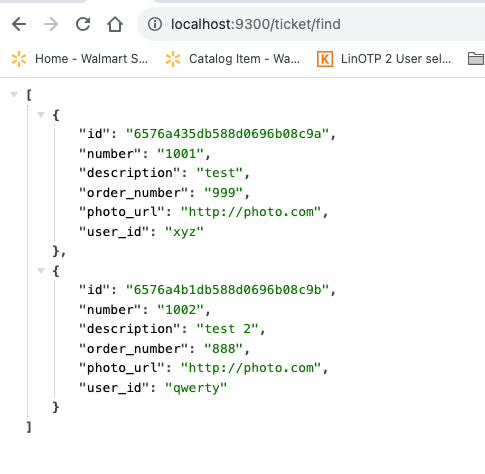 localhost:9300/ticket/find
Home - Walmart S... Catalog Item - Wa... K LinOTP 2 User sel...
[
{
"id": "6576a435db588d0696b08c9a",
"number": "1001",
"description": "test",
"order_number": "999",
"photo_url": "http://photo.com",
"user_id": "xyz"
},
{
"id": "6576a4b1db588d0696b08c9b",
"number": "1002",
"description": "test 2",
"order_number": "888",
"photo_url": "http://photo.com",
"user_id": "qwerty"
}
]